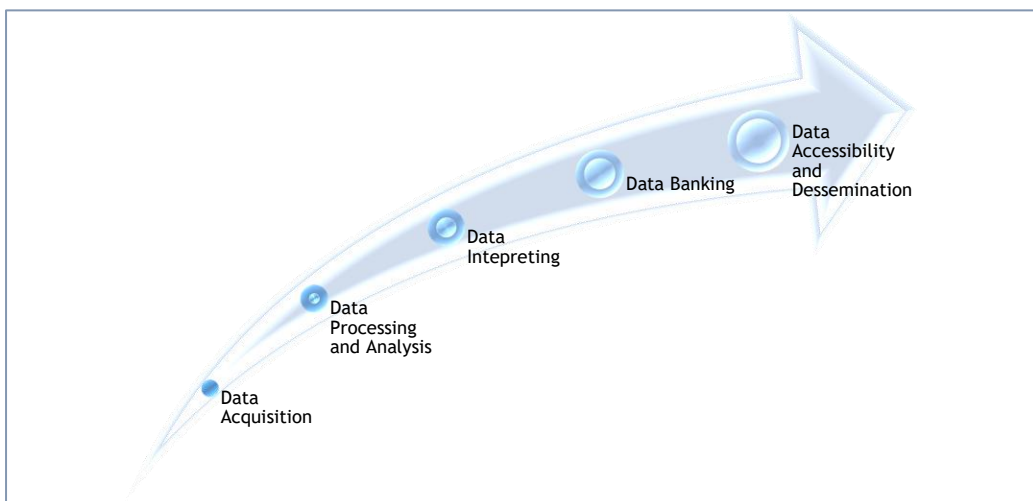 Data
Acquisition
Data
Processing
and Analysis
Data
Intepreting
Data Banking
Data
Accessibility
and
Dessemination